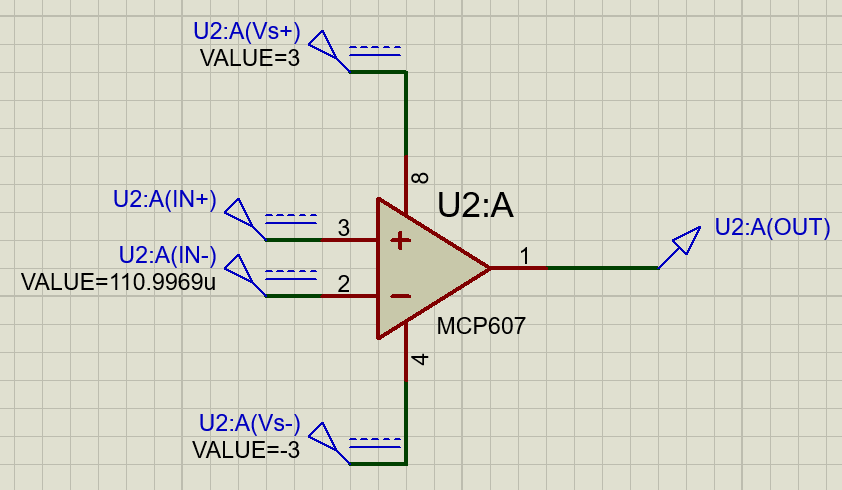 U2:A(Vs+)
VALUE=3
8
U2:A
U2:A(IN+)
3
U2:A(IN-)
VALUE=110.9969u
2
1
U2:A(OUT)
MCP607
4
U2:A(Vs-)
VALUE=-3